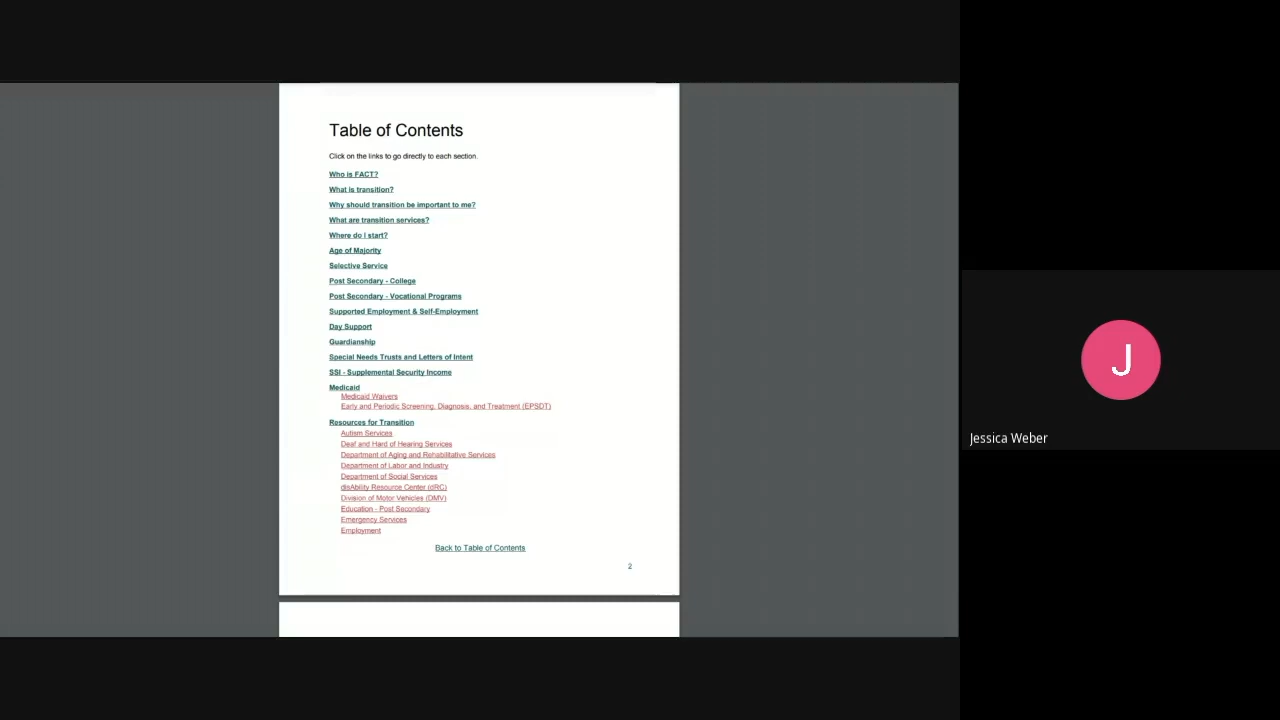 Table of Contents
Click on the links to go directly to each section.
Who is FACT?
What is transition?
Why should transition be important to me?
What are transition services?
Where do I start?
Age of Majority
Selective Service
Post Secondary - College
Post Secondary - Vocational Programs
Supported Employment & Self-Employment
Day Support
Guardianship
Special Needs Trusts and Letters of Intent
SSI - Supplemental Security Income
Medicaid
Medicaid Waivers
Early and Periodic Screening, Diagnosis, and Treatment (EPSDT)
Resources for Transition
Autism Services
Deaf and Hard of Hearing Services
Department of Aging and Rehabilitative Services
Department of Labor and Industry
Department of Social Services
disAbility Resource Center (dRC)
Division of Motor Vehicles (DMV)
Education - Post Secondary
Emergency Services
Employment
Back to Table of Contents
2
J
Jessica Weber